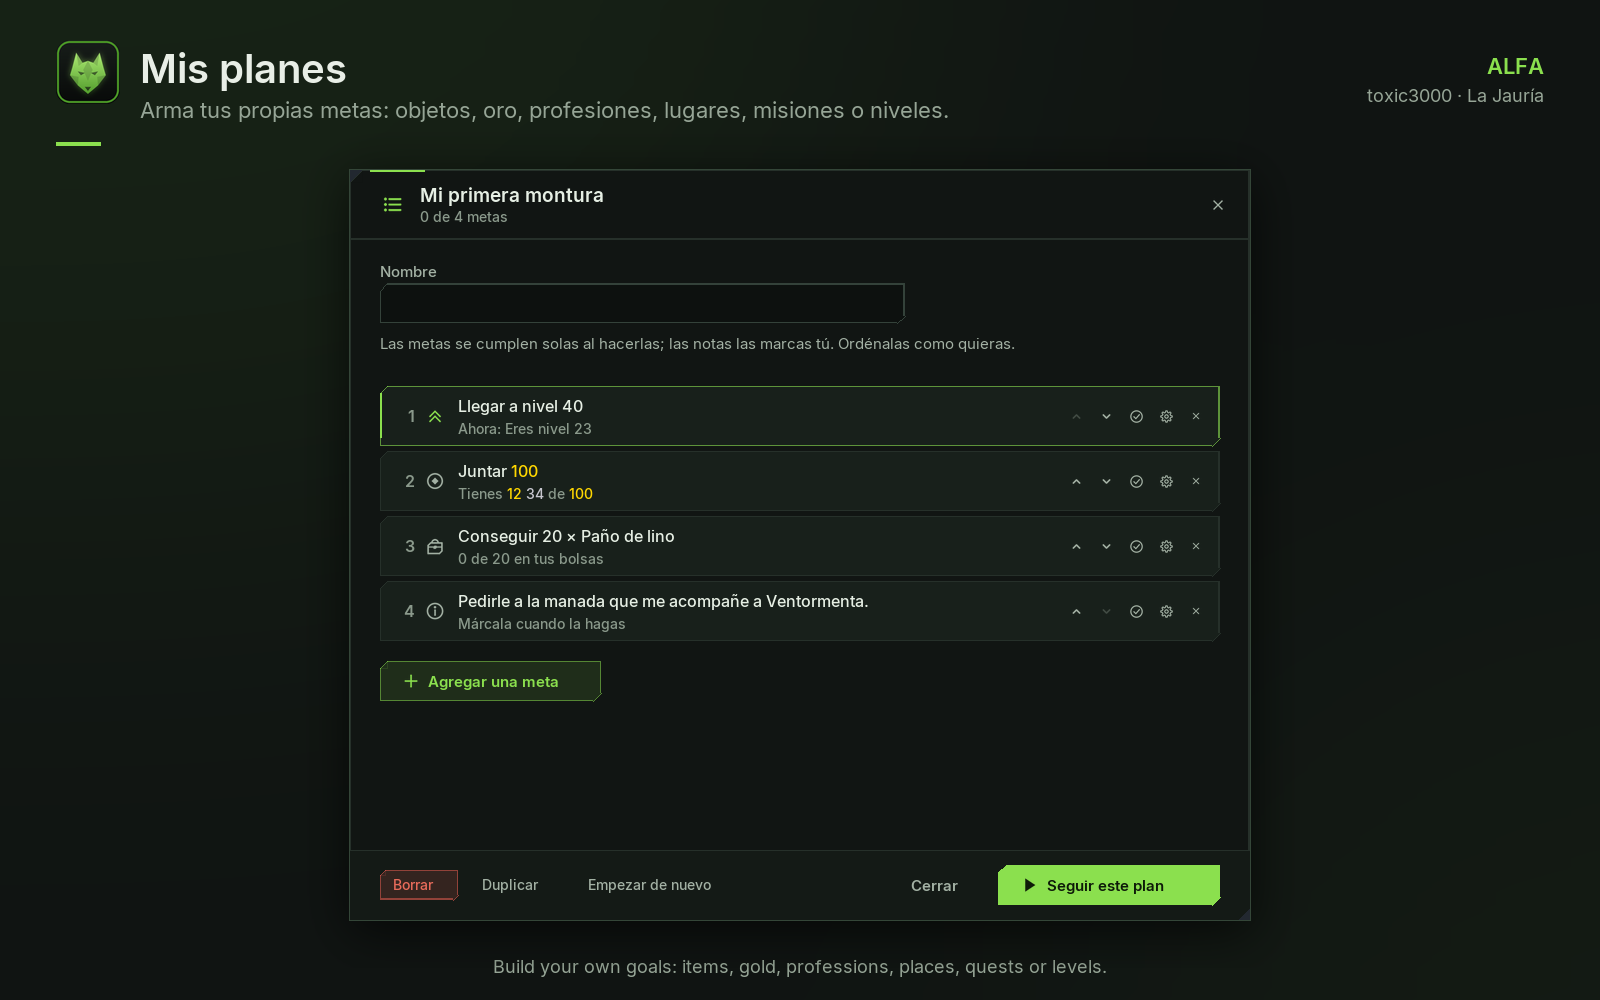 Mis planes
Arma tus propias metas: objetos, oro, profesiones, lugares, misiones o niveles.
ALFA
toxic3000 · La Jauría
Mi primera montura
0 de 4 metas
Nombre
Las metas se cumplen solas al hacerlas; las notas las marcas tú. Ordénalas como quieras.
1 Llegar a nivel 40
Ahora: Eres nivel 23
2 Juntar 100
Tienes 12 34 de 100
3 Conseguir 20 × Paño de lino
0 de 20 en tus bolsas
4 Pedirle a la manada que me acompañe a Ventormenta.
Márcala cuando la hagas
Agregar una meta
Borrar Duplicar Empezar de nuevo Cerrar Seguir este plan
Build your own goals: items, gold, professions, places, quests or levels.